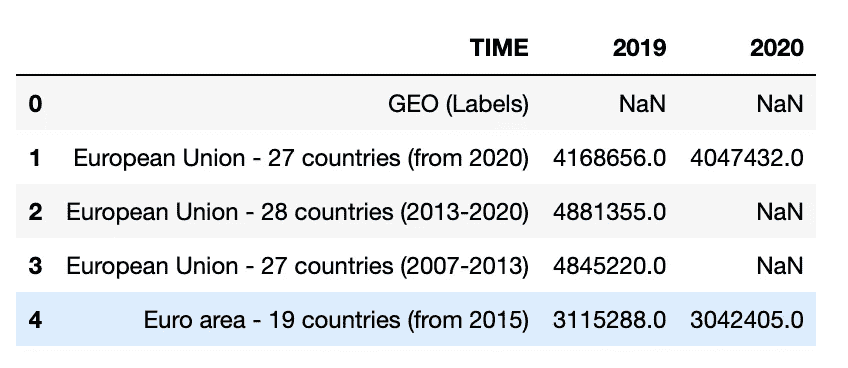 TIME 2019 2020
0 GEO (Labels) NaN NaN
1 European Union - 27 countries (from 2020) 4168656.0 4047432.0
2 European Union - 28 countries (2013-2020) 4881355.0 NaN
3 European Union - 27 countries (2007-2013) 4845220.0 NaN
4 Euro area - 19 countries (from 2015) 3115288.0 3042405.0